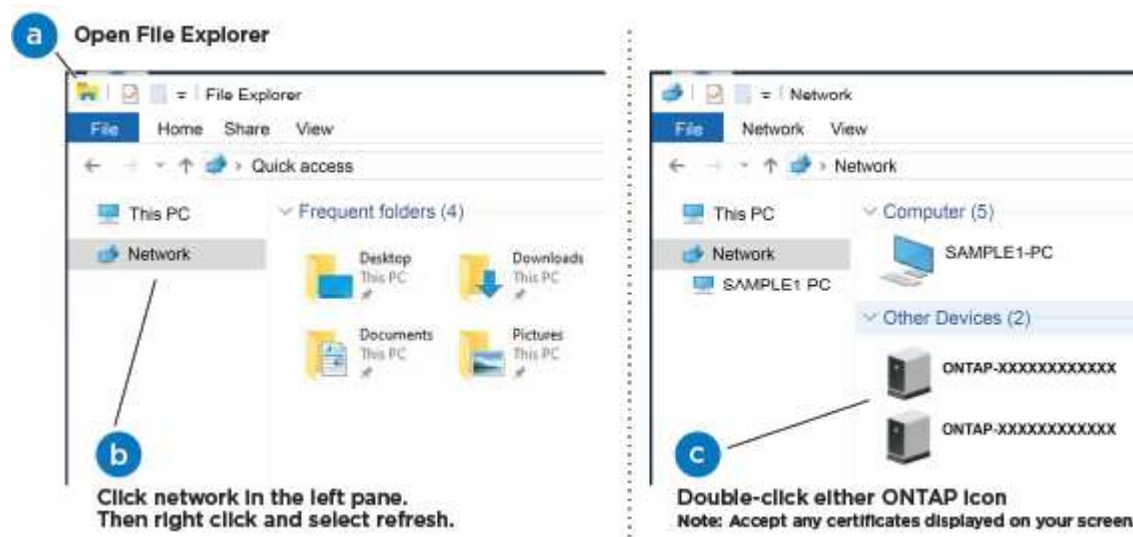 a Open File Explorer
File Explorer
File Home Share View
Quick access
This PC
Network
Frequent folders (4)
Desktop
This PC
Downloads
This PC
Documents
This PC
Pictures
This PC
b
Click network in the left pane.
Then right click and select refresh.
Network
File Network View
Network
This PC
Network
SAMPLE1 PC
Computer (5)
SAMPLE1-PC
Other Devices (2)
ONTAP-XXXXXXXXXXXX
ONTAP-XXXXXXXXXXXX
c
Double-click either ONTAP icon
Note: Accept any certificates displayed on your screen